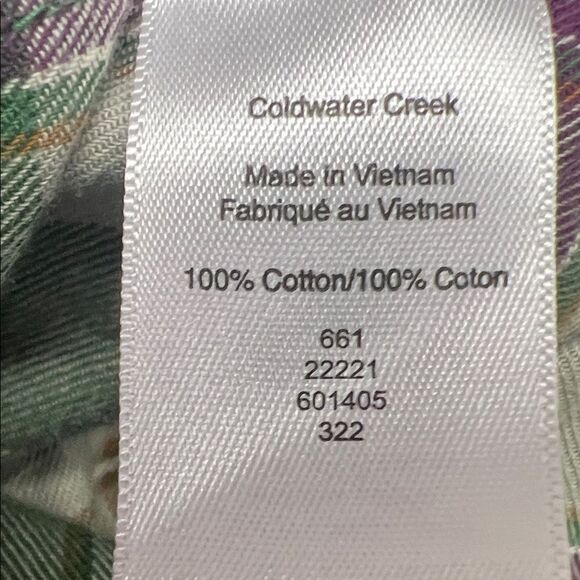 Coldwater Creek
Made in Vietnam
Fabriqué au Vietnam
100% Cotton/100% Coton
661
22221
601405
322